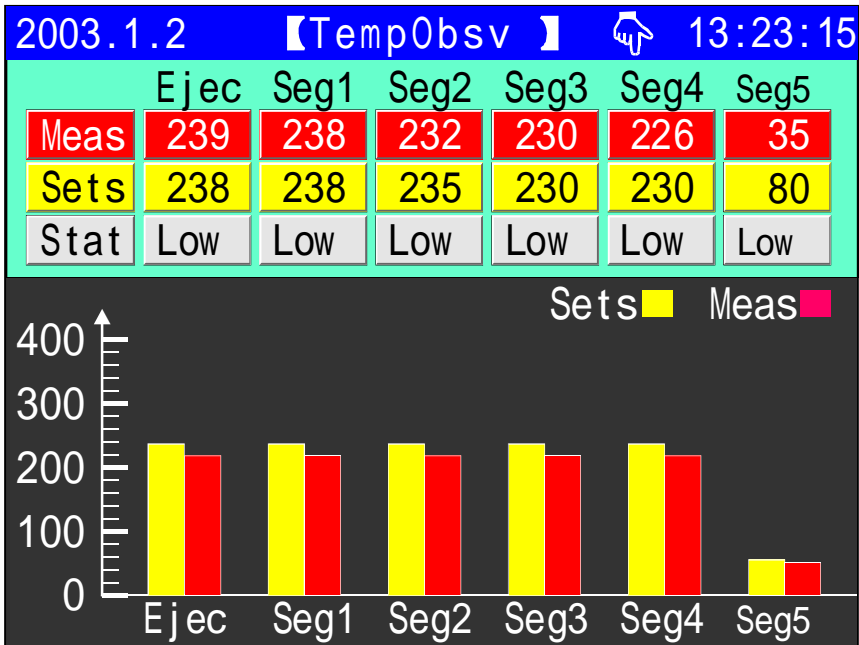 2003.1.2 【TempObsv 】 13:23:15
Ejec Seg1 Seg2 Seg3 Seg4 Seg5
Meas 239 238 232 230 226 35
Sets 238 238 235 230 230 80
Stat Low Low Low Low Low Low
Sets Meas
400
300
200
100
0
Ejec Seg1 Seg2 Seg3 Seg4 Seg5